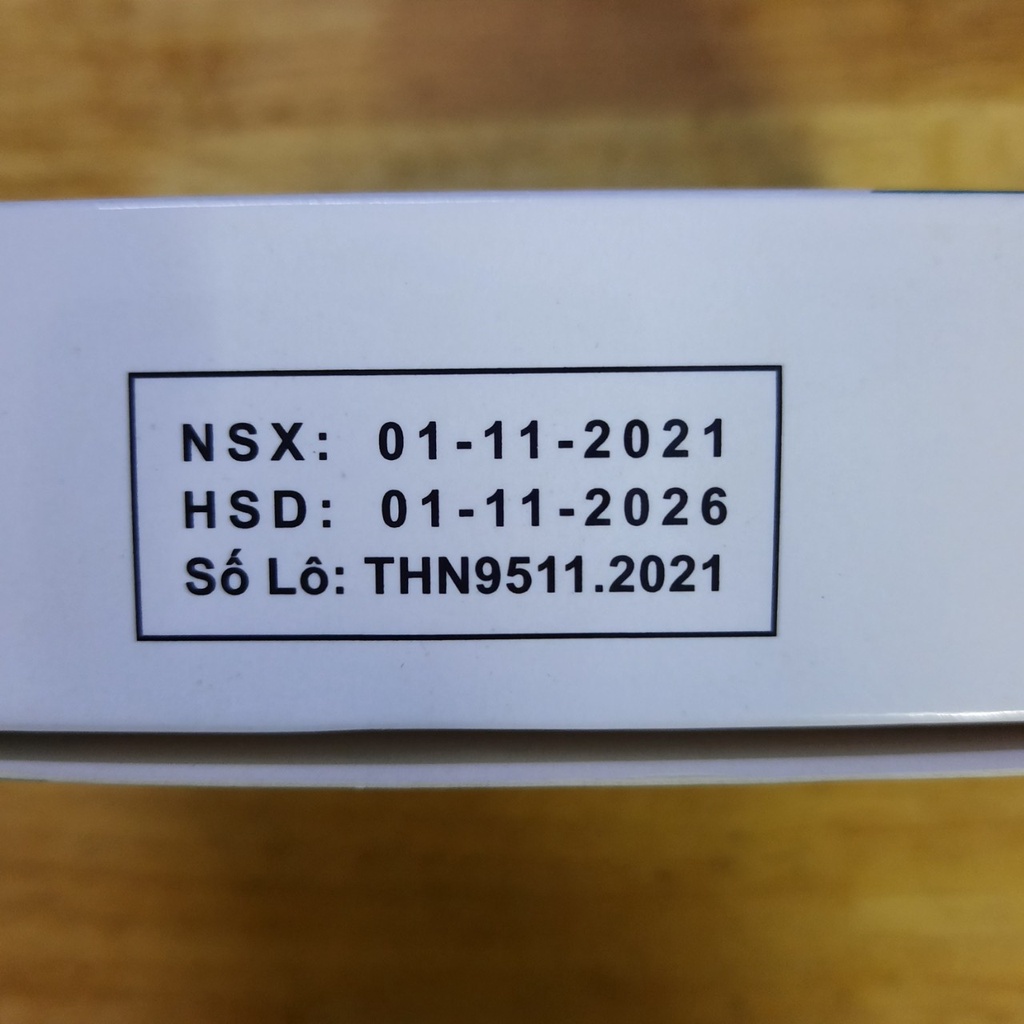 NSX: 01-11-2021
HSD: 01-11-2026
Số Lô: THN9511.2021